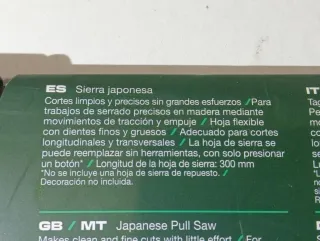 ES Sierra japonesa
Cortes limpios y precisos sin grandes esfuerzos / Para
trabajos de serrado precisos en madera mediante
movimientos de tracción y empuje / Hoja flexible
con dientes finos y gruesos / Adecuado para cortes
longitudinales y transversales / La hoja de sierra se
puede reemplazar sin herramientas, con solo presionar
un botón* / Longitud de la hoja de sierra: 300 mm
*No se incluye una hoja de sierra de repuesto. /
Decoración no incluida.
GB / MT Japanese Pull Saw
Makes clean and fine cuts with little effort / For
IT